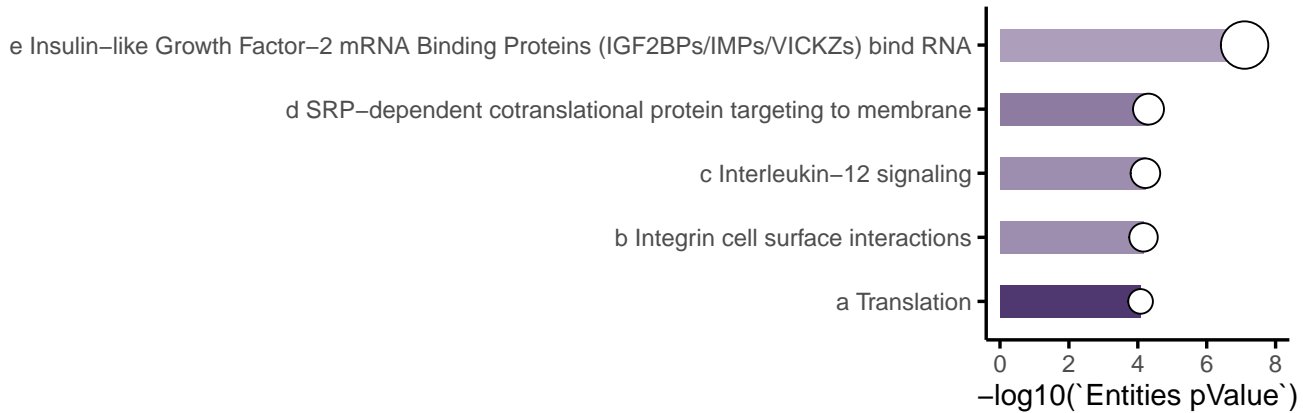 e Insulin−like Growth Factor−2 mRNA Binding Proteins (IGF2BPs/IMPs/VICKZs) bind RNA
d SRP−dependent cotranslational protein targeting to membrane
c Interleukin−12 signaling
b Integrin cell surface interactions
a Translation
0 2 4 6 8
−log10(`Entities pValue`)